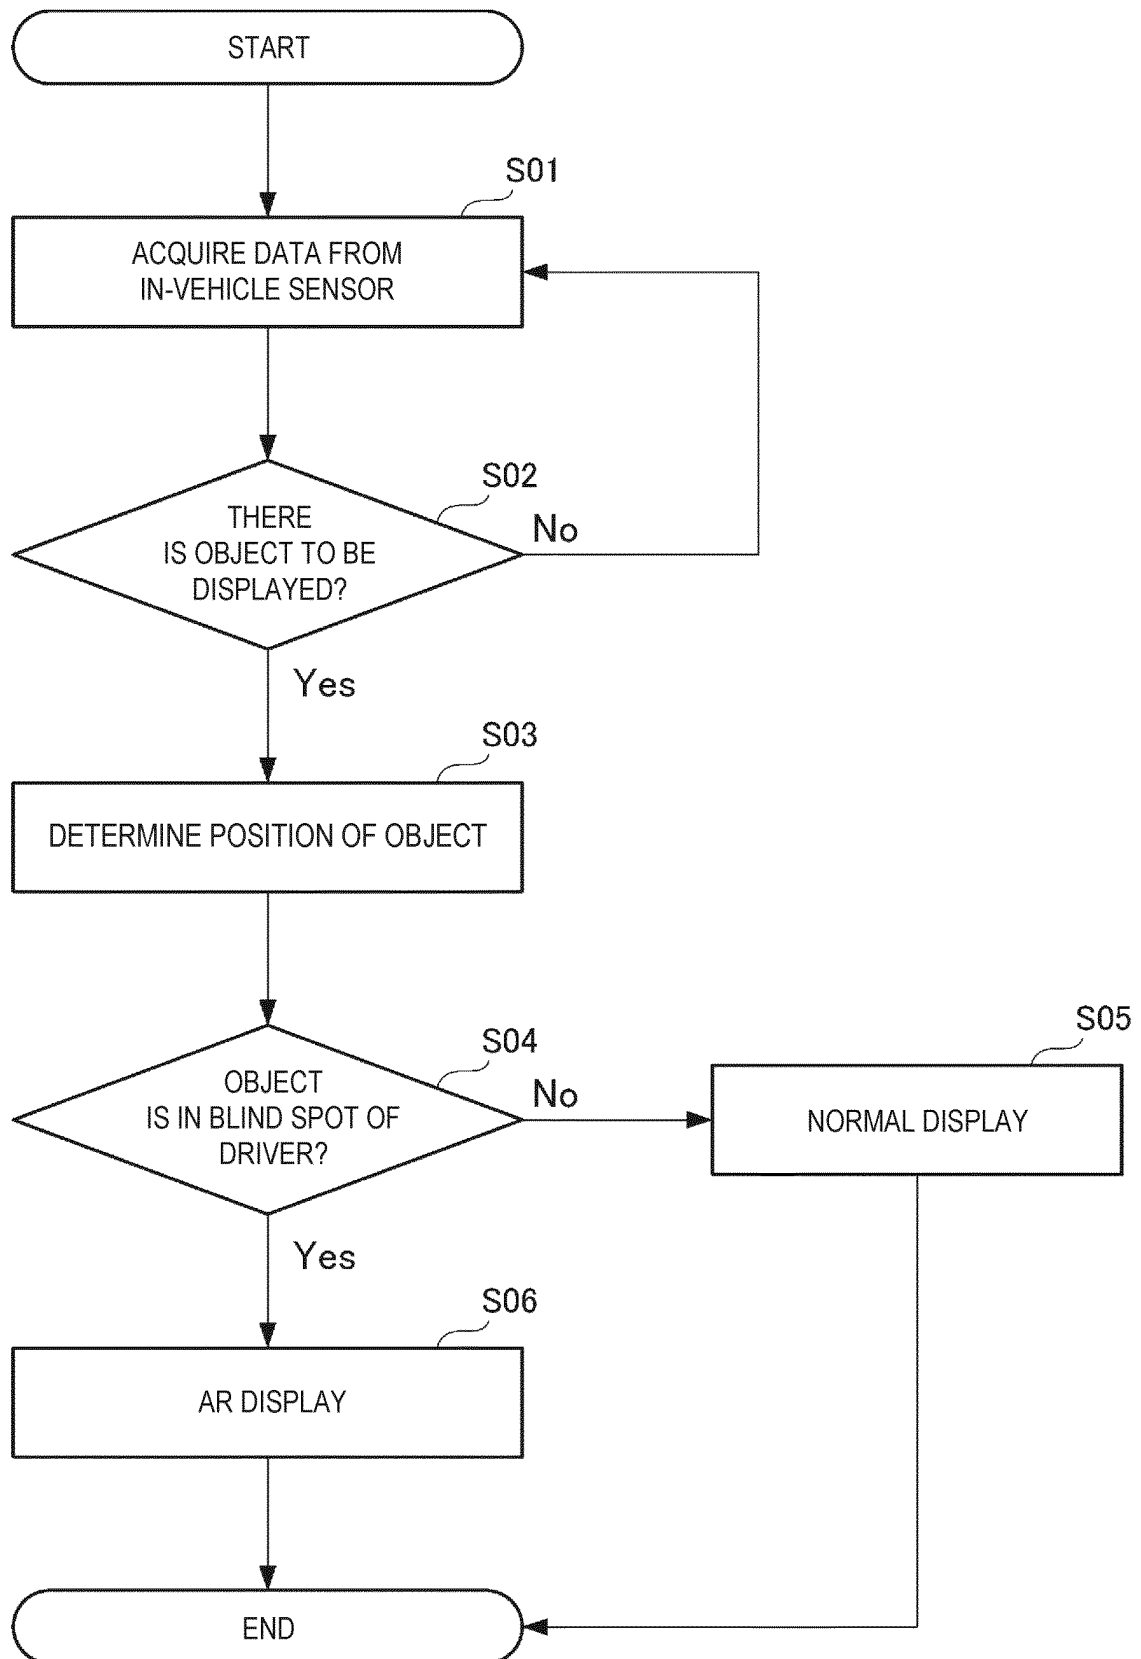 START
S01
ACQUIRE DATA FROM
IN-VEHICLE SENSOR
S02
THERE
IS OBJECT TO BE
DISPLAYED?
No
Yes
S03
DETERMINE POSITION OF OBJECT
S04
OBJECT
IS IN BLIND SPOT OF
DRIVER?
No
S05
NORMAL DISPLAY
Yes
S06
AR DISPLAY
END